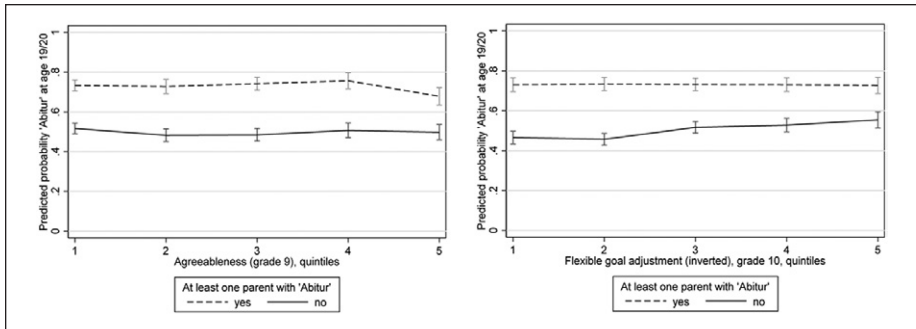 Predicted probability 'Abitur' at age 19/20
1
.8
.6
.4
.2
0
1 2 3 4 5
Agreeableness (grade 9), quintiles
At least one parent with 'Abitur'
yes no
Predicted probability 'Abitur' at age 19/20
1
.8
.6
.4
.2
0
1 2 3 4 5
Flexible goal adjustment (inverted), grade 10, quintiles
At least one parent with 'Abitur'
yes no